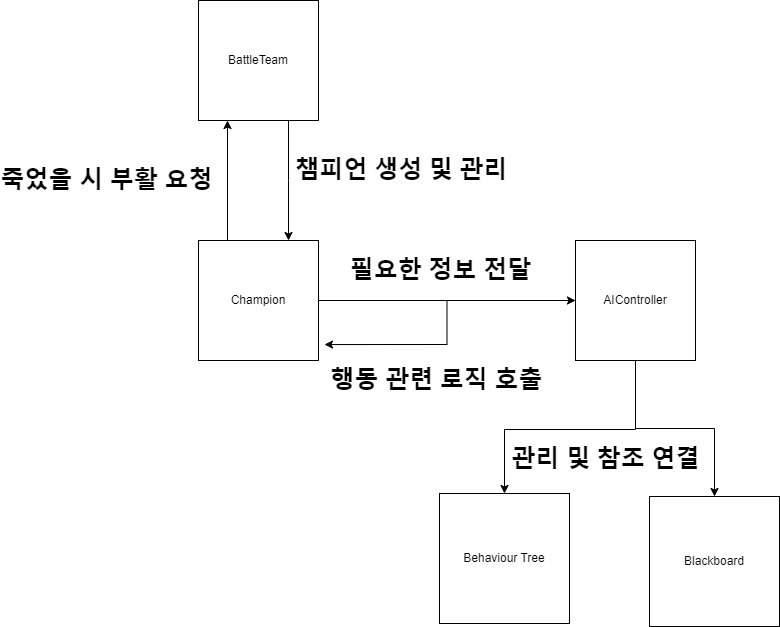 BattleTeam
죽었을 시 부활 요청
챔피언 생성 및 관리
필요한 정보 전달
Champion
AIController
행동 관련 로직 호출
관리 및 참조 연결
Behaviour Tree
Blackboard